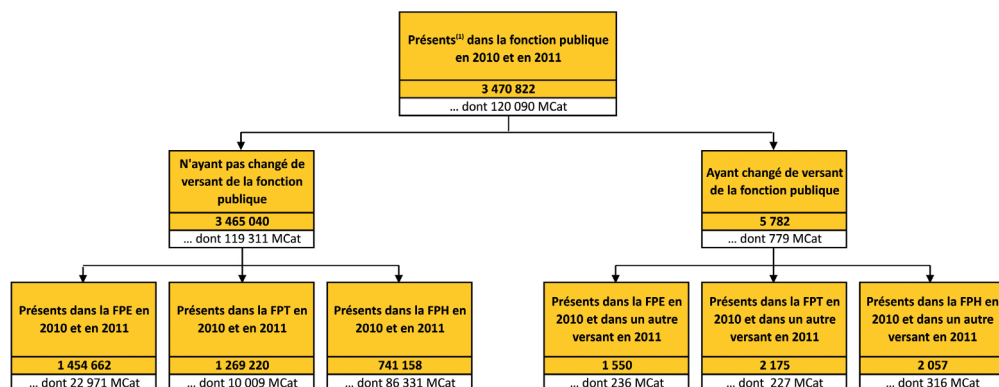 Présents(1) dans la fonction publique
en 2010 et en 2011
3 470 822
... dont 120 090 MCat
N'ayant pas changé de
versant de la fonction
publique
3 465 040
... dont 119 311 MCat
Ayant changé de versant
de la fonction publique
5 782
... dont 779 MCat
Présents dans la FPE en
2010 et en 2011
1 454 662
... dont 22 971 MCat
Présents dans la FPT en
2010 et en 2011
1 269 220
... dont 10 009 MCat
Présents dans la FPH en
2010 et en 2011
741 158
... dont 86 331 MCat
Présents dans la FPE en
2010 et dans un autre
versant en 2011
1 550
... dont 236 MCat
Présents dans la FPT en
2010 et dans un autre
versant en 2011
2 175
... dont 227 MCat
Présents dans la FPH en
2010 et dans un autre
versant en 2011
2 057
... dont 316 MCat